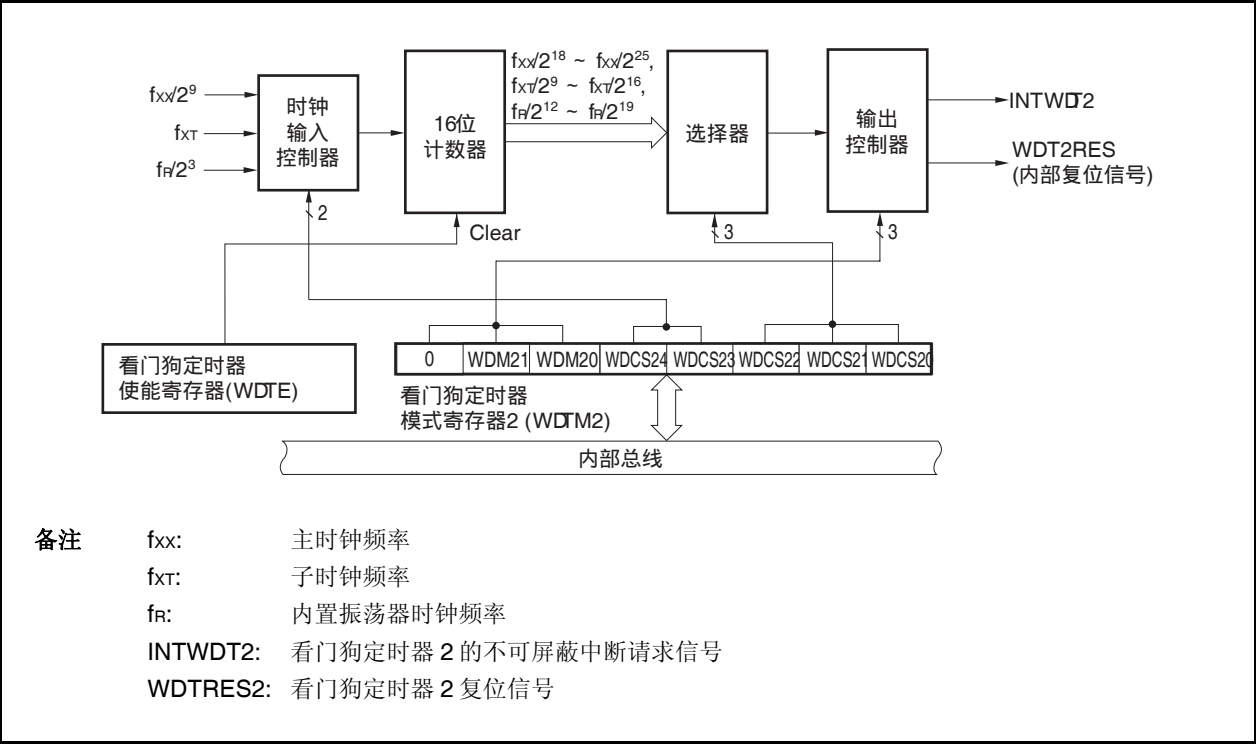 fxx/2⁹
fxT
fR/2³
时钟
输入
控制器
2
16位
计数器
Clear
fxx/2¹⁸ ~ fxx/2²⁵,
fxT/2⁹ ~ fxT/2¹⁶,
fR/2¹² ~ fR/2¹⁹
选择器
3
输出
控制器
3
INTWDT2
WDT2RES
(内部复位信号)
看门狗定时器
使能寄存器(WDTE)
0 WDM21 WDM20 WDCS24 WDCS23 WDCS22 WDCS21 WDCS20
看门狗定时器
模式寄存器2 (WDTM2)
内部总线
备注 fxx: 主时钟频率
fxT: 子时钟频率
fR: 内置振荡器时钟频率
INTWDT2: 看门狗定时器 2 的不可屏蔽中断请求信号
WDTRES2: 看门狗定时器 2 复位信号